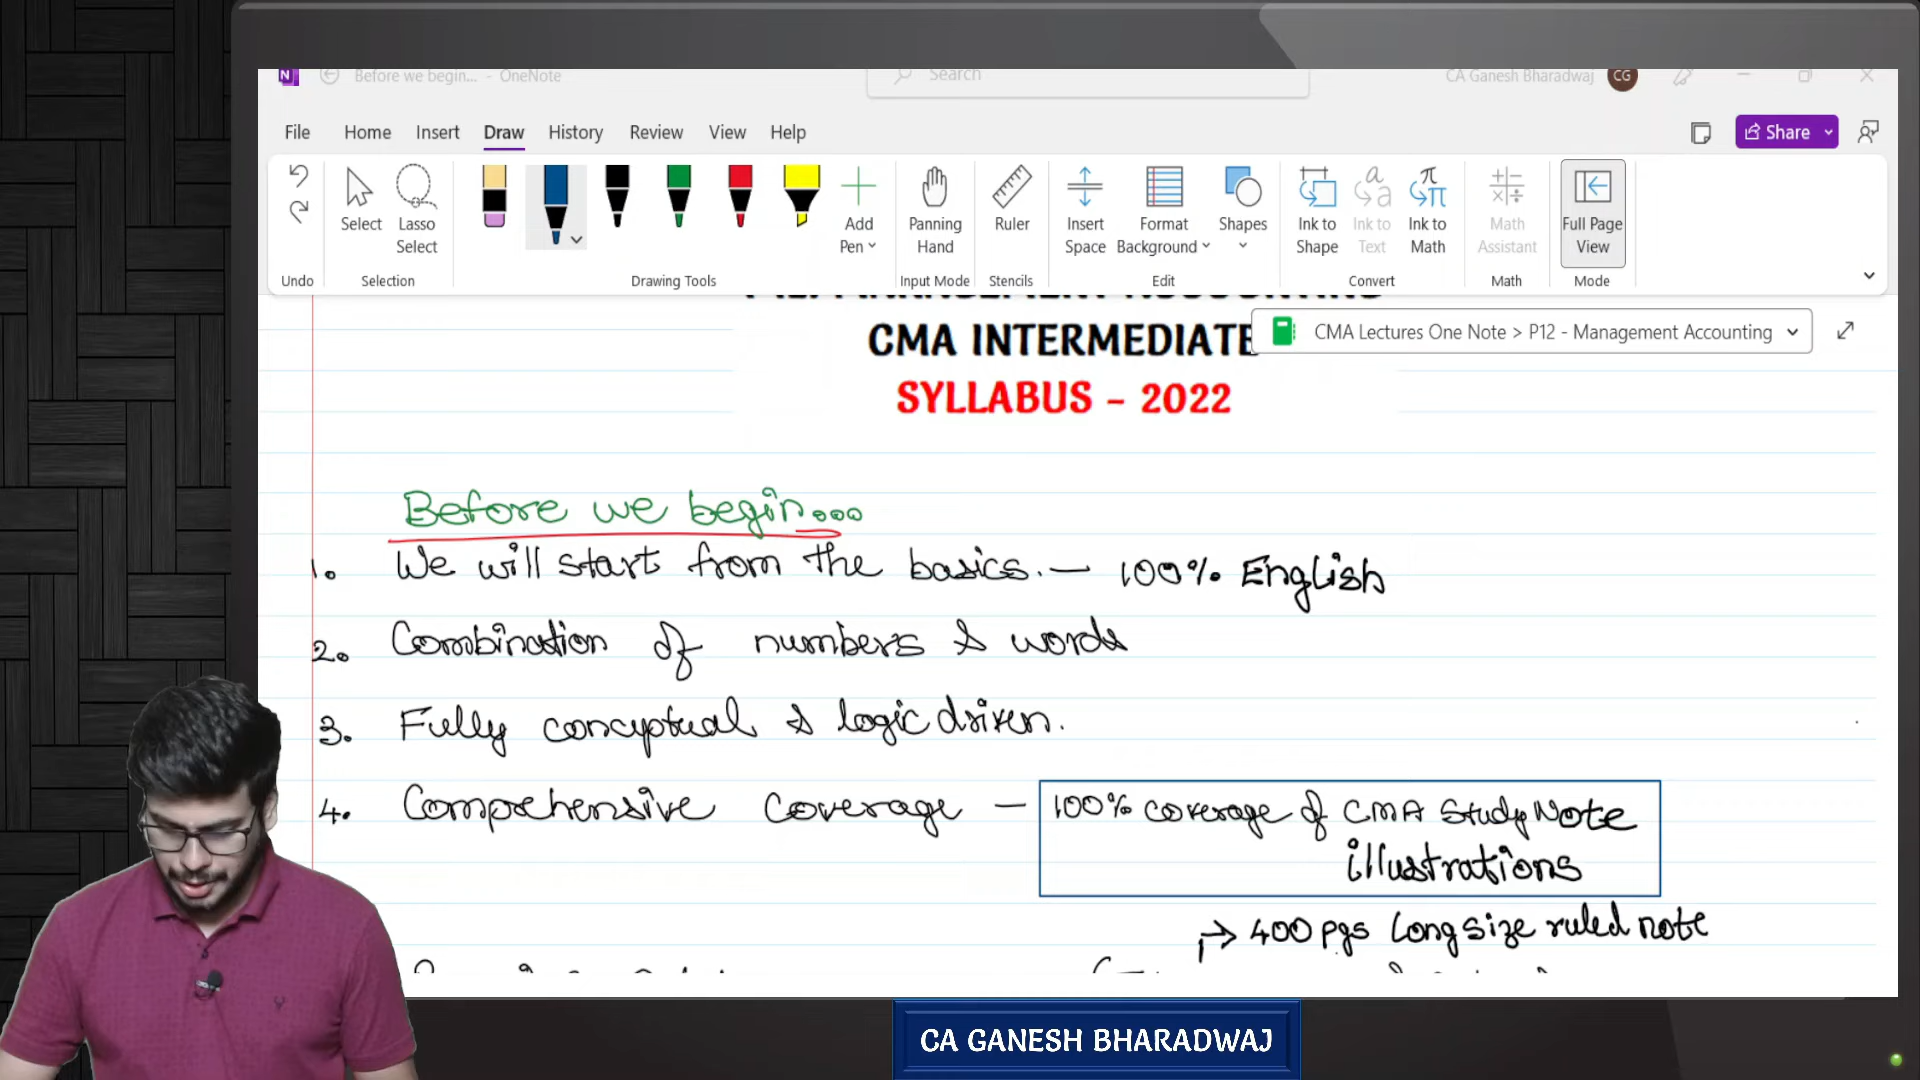 Before we begin... - OneNote
Search
CA Ganesh Bharadwaj CG
File Home Insert Draw History Review View Help
Share
Undo
Select
Lasso Select
Selection
Drawing Tools
Add Pen
Panning Hand
Input Mode
Ruler
Stencils
Insert Space
Format Background
Shapes
Edit
Ink to Shape
Ink to Text
Ink to Math
Convert
Math Assistant
Math
Full Page View
Mode
CMA Lectures One Note > P12 - Management Accounting
CMA INTERMEDIATE
SYLLABUS - 2022
Before we begin...
1. We will start from the basics. - 100% English
2. Combination of numbers & words
3. Fully conceptual & logic driven.
4. Comprehensive Coverage - 100% coverage of CMA Study Note
illustrations
→ 400 pgs long size ruled note
CA GANESH BHARADWAJ